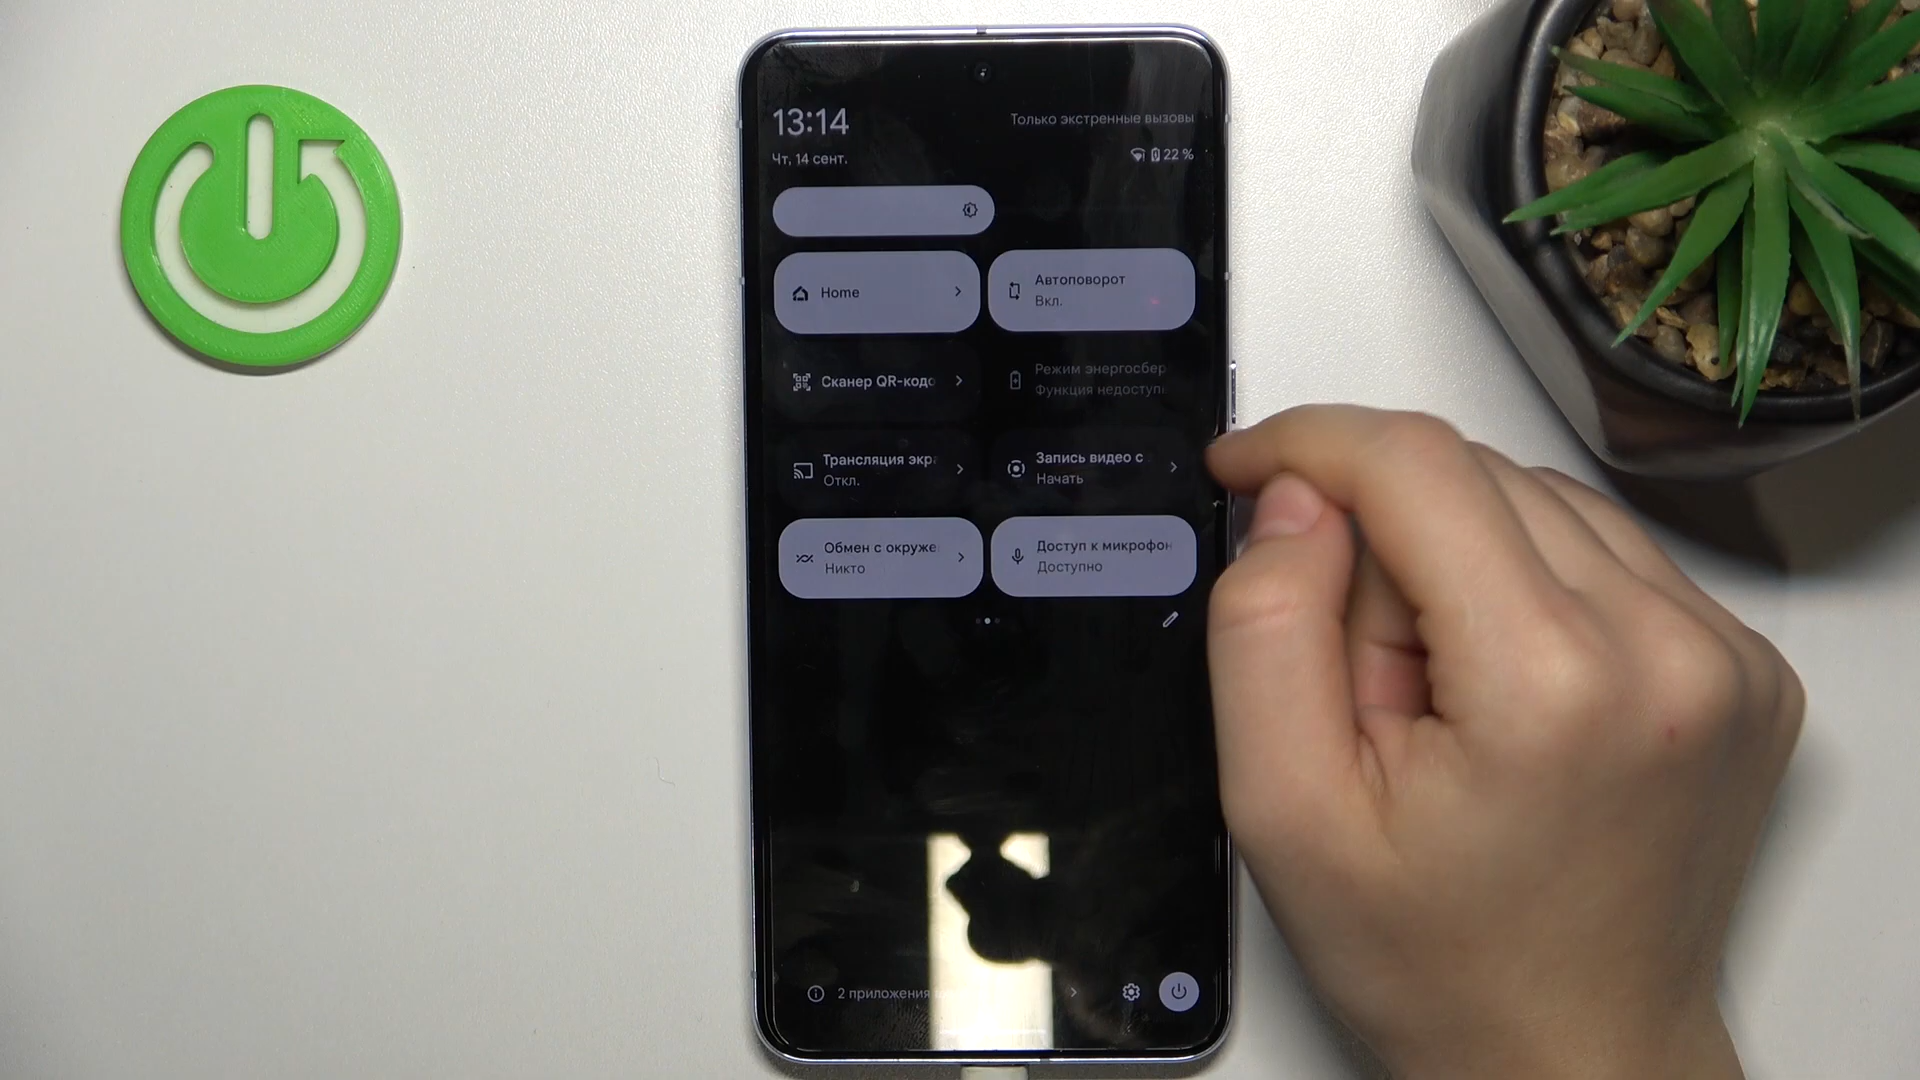 13:14
Только экстренные вызовы
Чт, 14 сент.
22 %
Home
Автоповорот
Вкл.
Сканер QR-кодо
Режим энергосбер
Функция недоступ
Трансляция экр
Откл.
Запись видео с
Начать
Обмен с окруже
Никто
Доступ к микрофон
Доступно
2 приложения